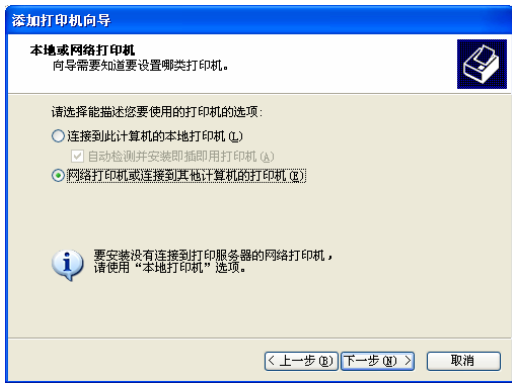 添加打印机向导
本地或网络打印机
向导需要知道要设置哪类打印机。
请选择能描述您要使用的打印机的选项:
连接到此计算机的本地打印机(L)
自动检测并安装即插即用打印机(A)
网络打印机或连接到其他计算机的打印机(E)
要安装没有连接到打印服务器的网络打印机，
请使用“本地打印机”选项。
< 上一步(B) 下一步(N) > 取消